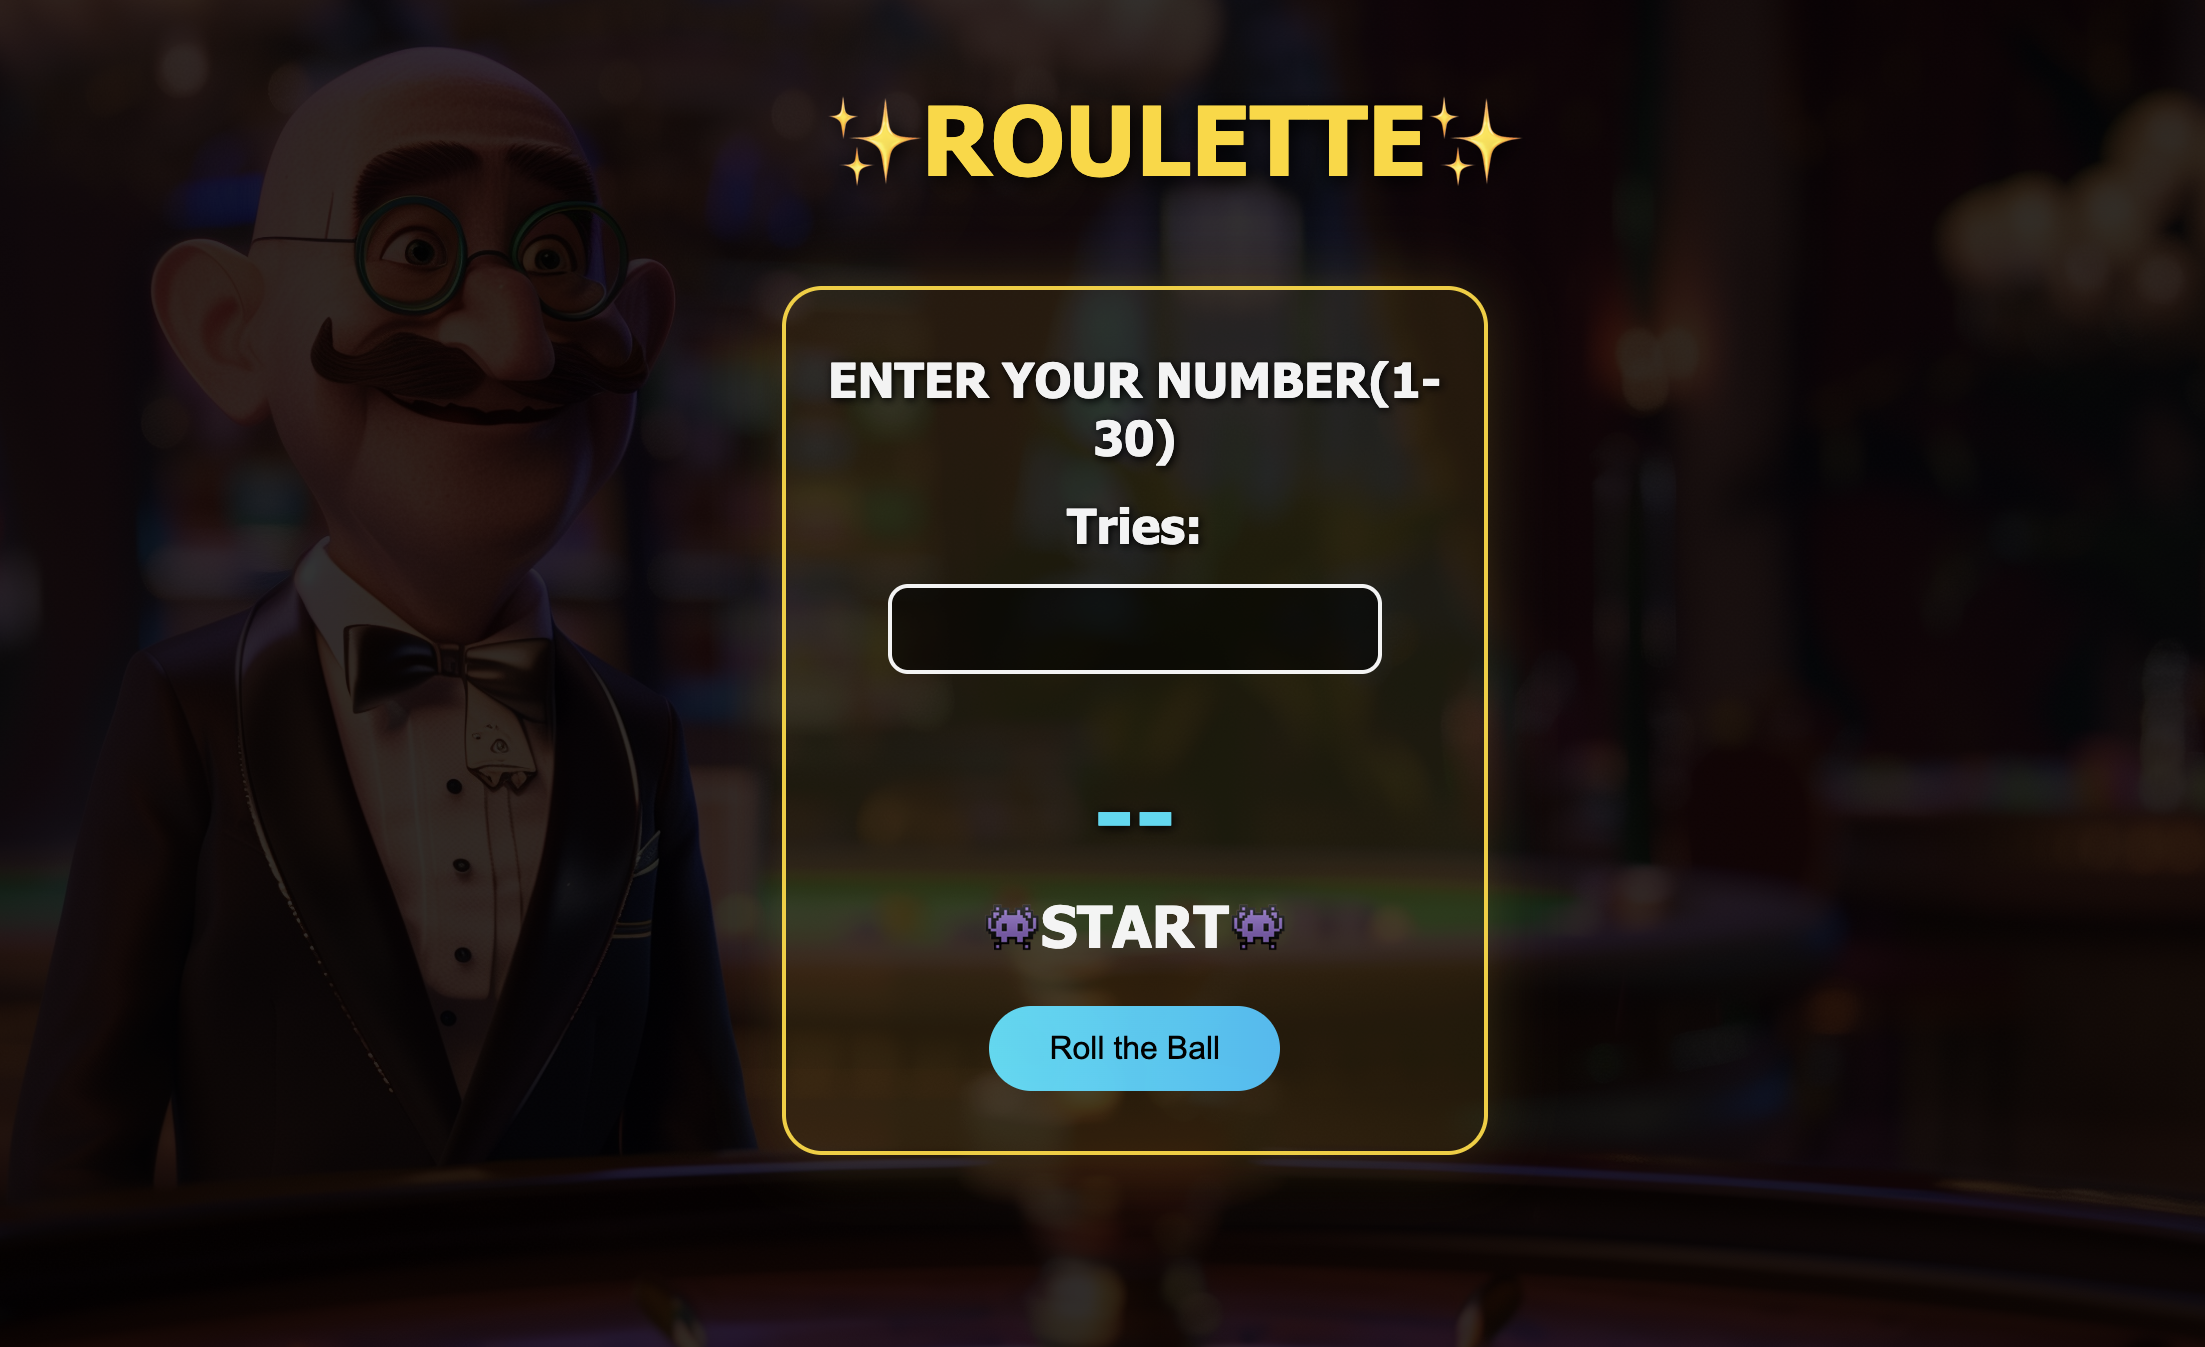 ✨ROULETTE✨
ENTER YOUR NUMBER(1-
30)
Tries:
--
👾START👾
Roll the Ball